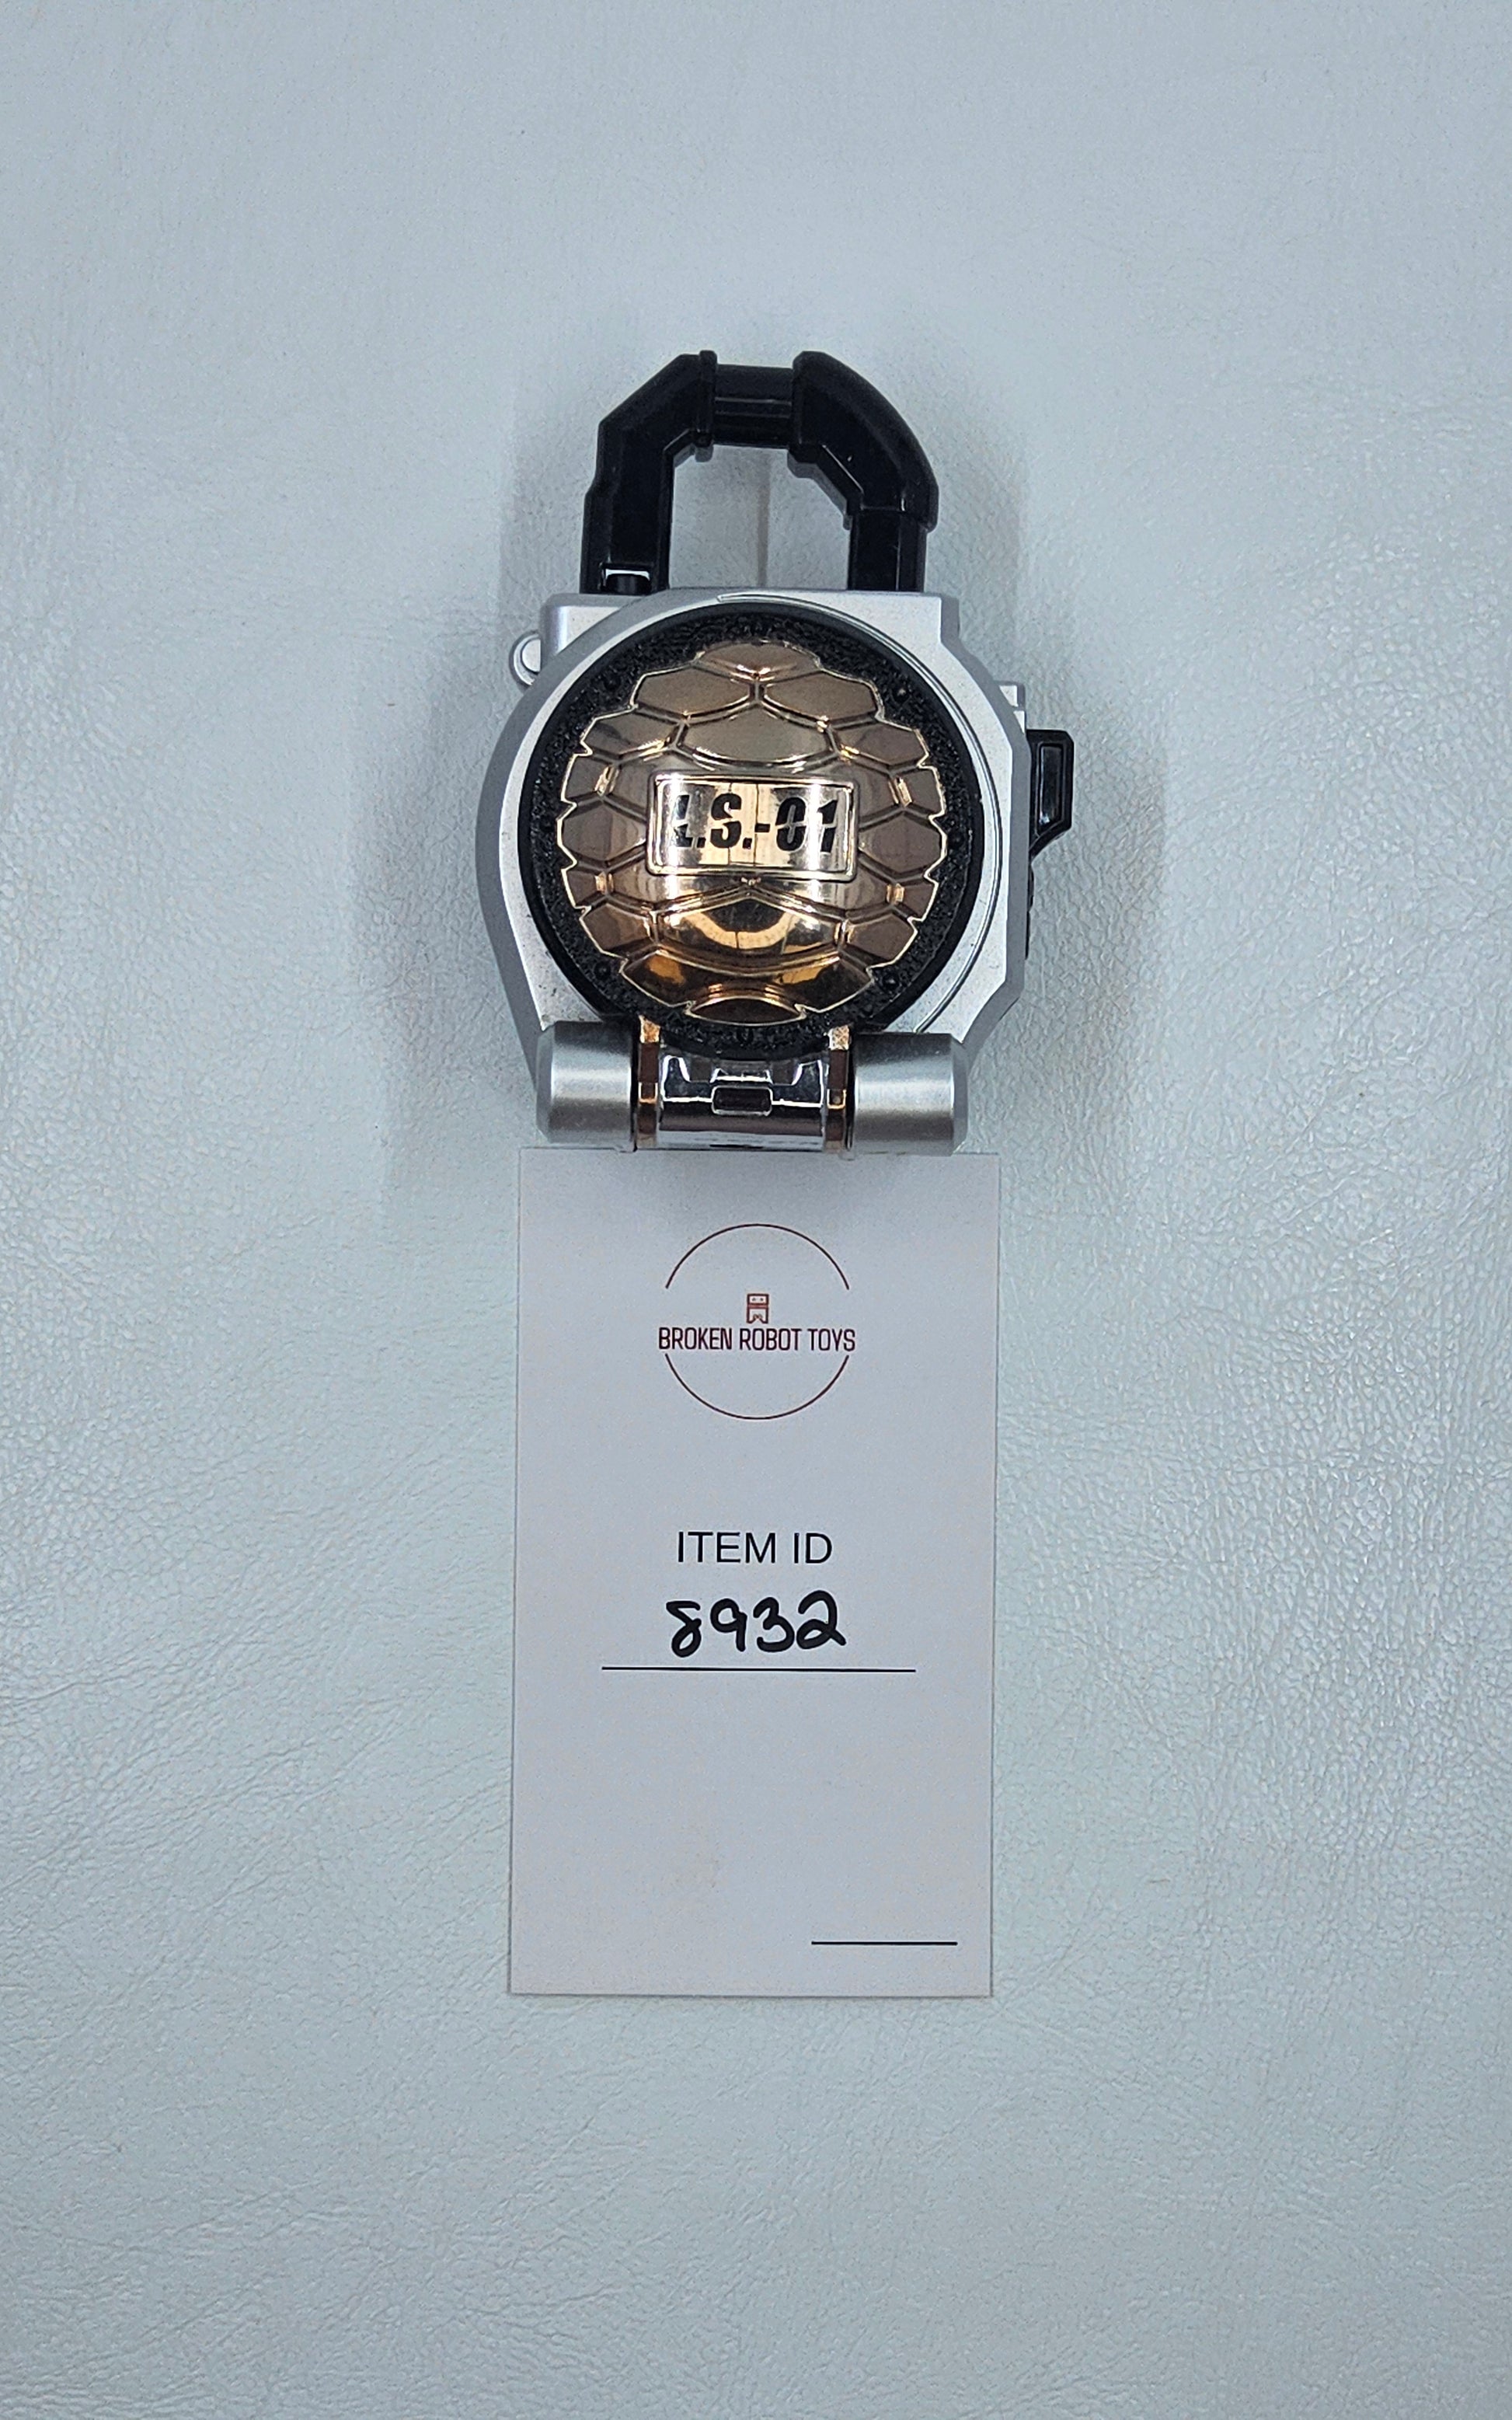 L.S.-01
BROKEN ROBOT TOYS
ITEM ID
8932